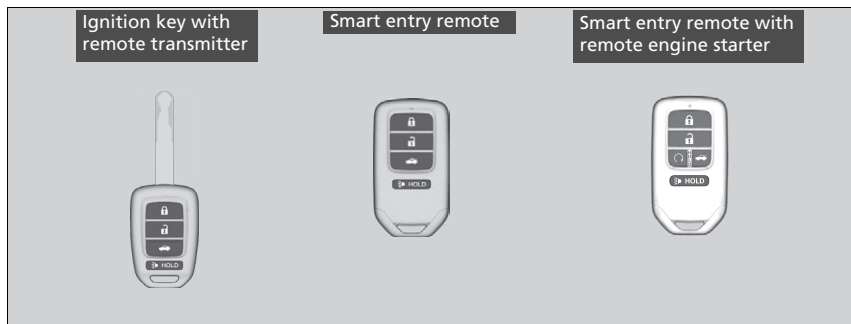 Ignition key with
remote transmitter
Smart entry remote
Smart entry remote with
remote engine starter
HOLD
HOLD
HOLD